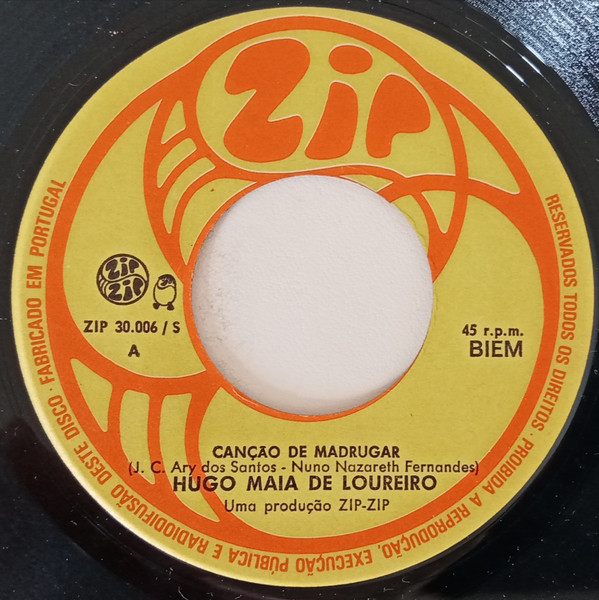 Zip
ZIP
ZIP
ZIP 30.006 / S
A
45 r.p.m.
BIEM
CANÇÃO DE MADRUGAR
(J. C. Ary dos Santos - Nuno Nazareth Fernandes)
HUGO MAIA DE LOUREIRO
Uma produção ZIP-ZIP
RESERVADOS TODOS OS DIREITOS · PROIBIDA A REPRODUÇÃO, EXECUÇÃO PÚBLICA E RADIODIFUSÃO DESTE DISCO · FABRICADO EM PORTUGAL